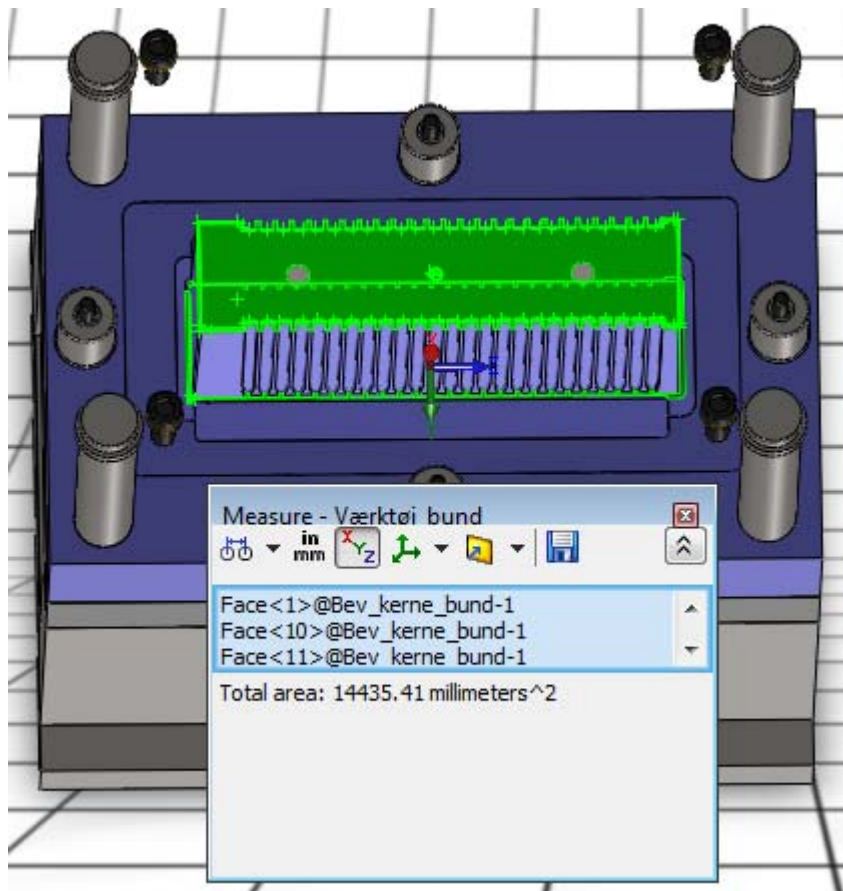 Measure - Værktøj bund
in
mm
X
Y
Z
Face<1>@Bev_kerne_bund-1
Face<10>@Bev_kerne_bund-1
Face<11>@Bev_kerne_bund-1
Total area: 14435.41 millimeters^2